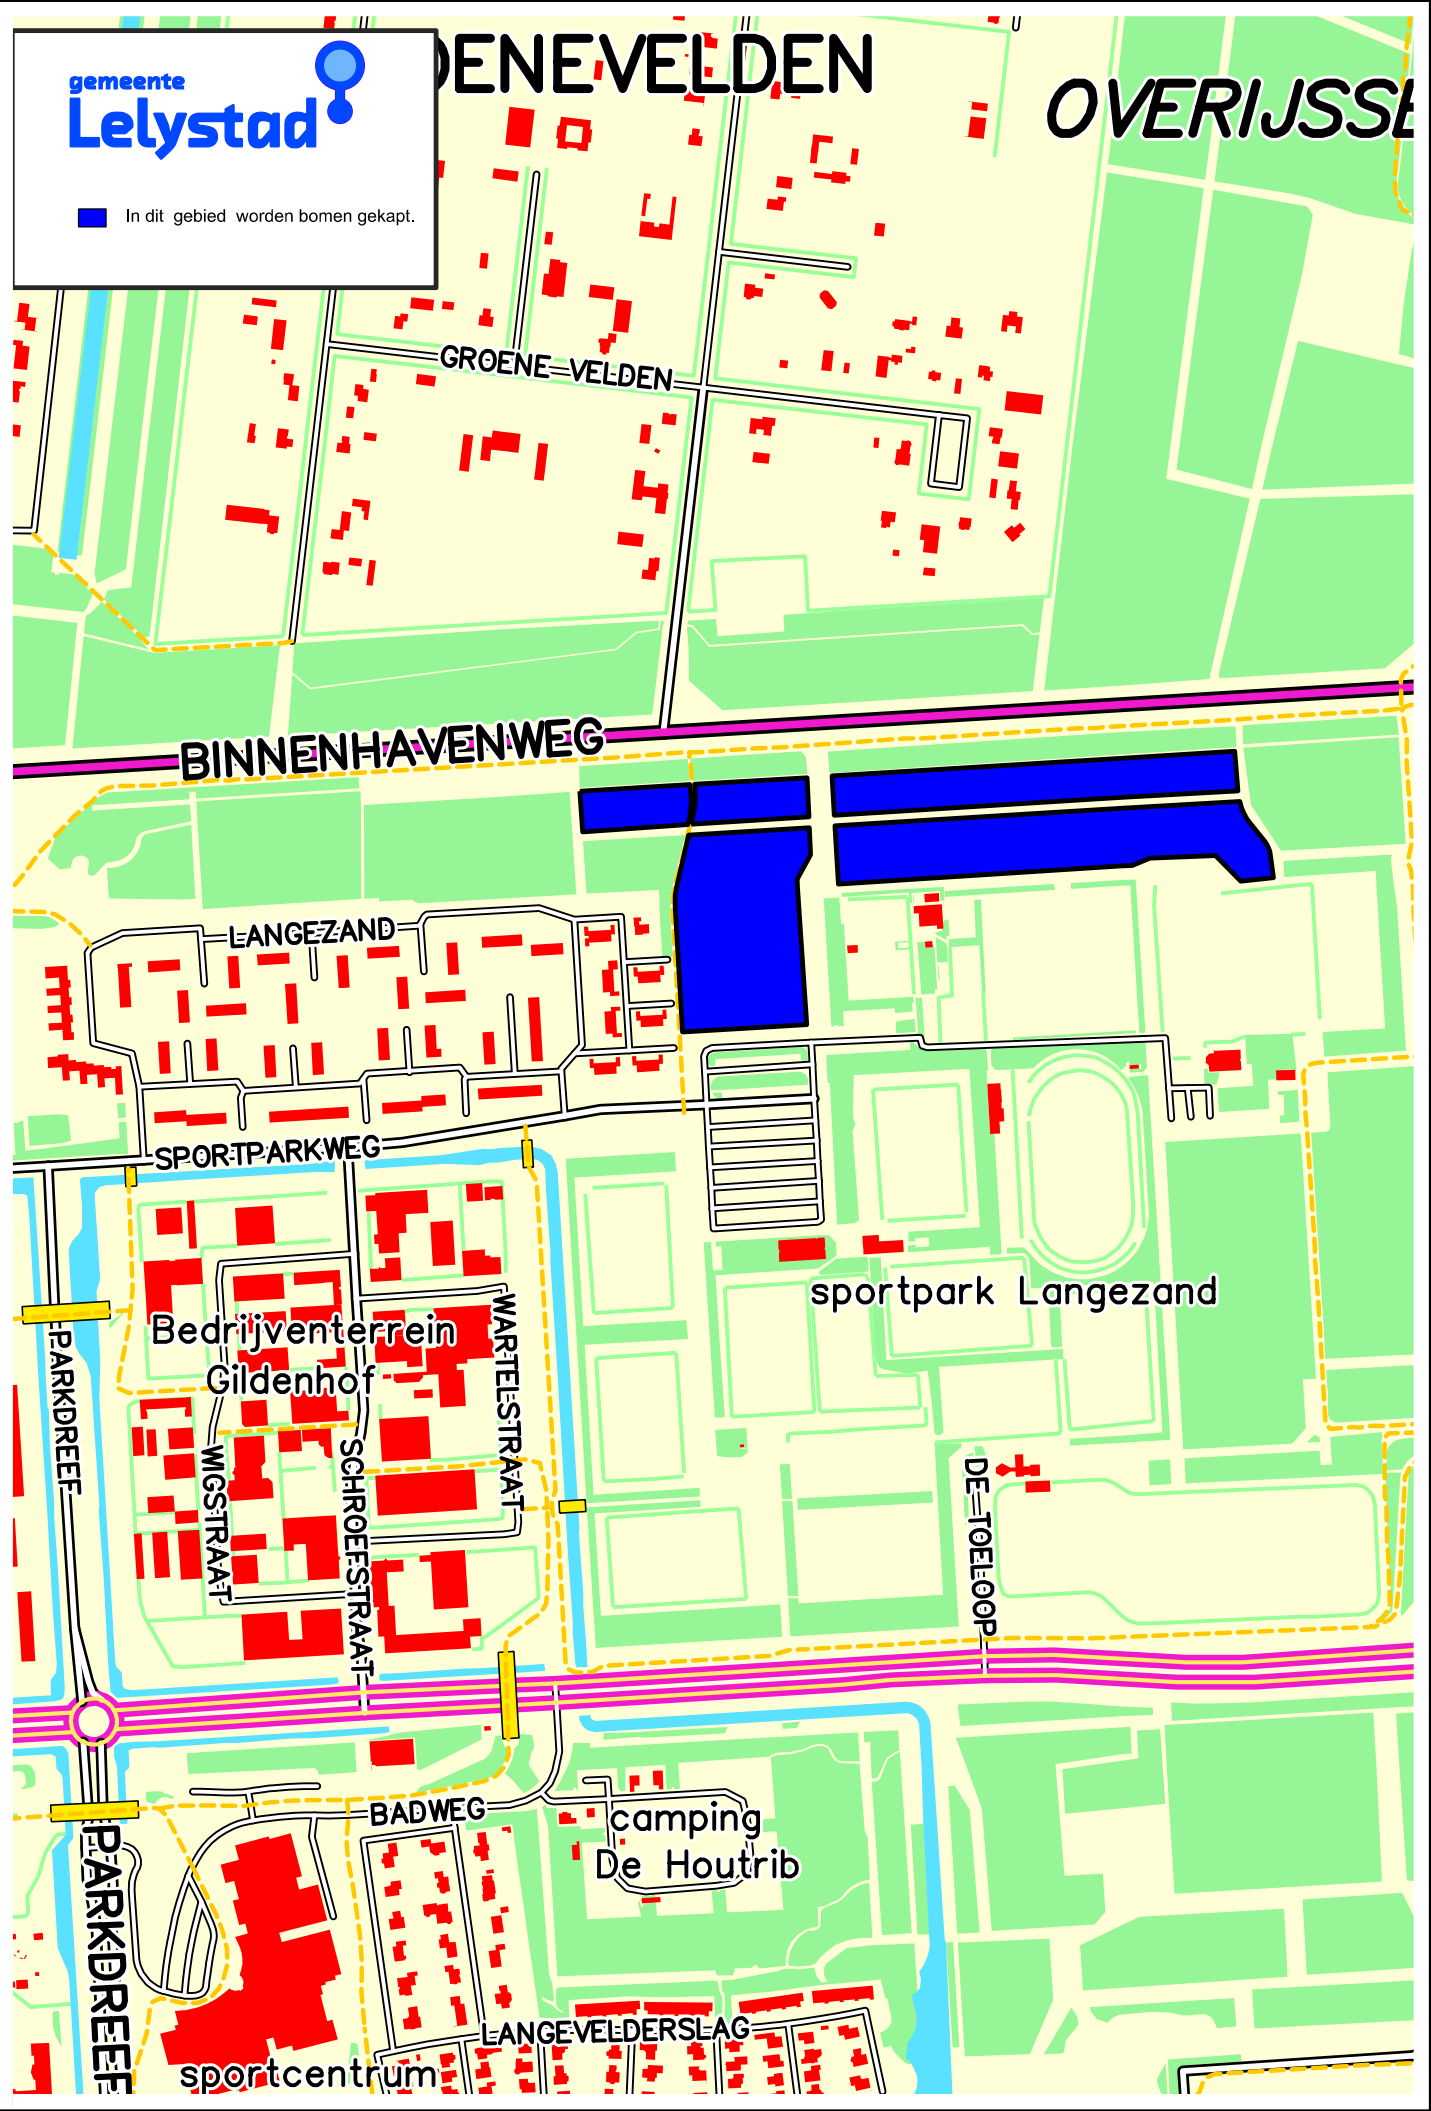 gemeente
Lelystad
In dit gebied worden bomen gekapt.
OENEVELDEN
OVERIJSSE
GROENE VELDEN
BINNENHAVENWEG
LANGEZAND
SPORTPARKWEG
sportpark Langezand
Bedrijventerrein
Gildenhof
PARKDREEF
WARTELSTRAAT
WIGSTRAAT
SCHROEFSTRAAT
DE TOELOOP
BADWEG
camping
De Houtrib
PARKDREEF
LANGEVELDERSLAG
sportcentrum